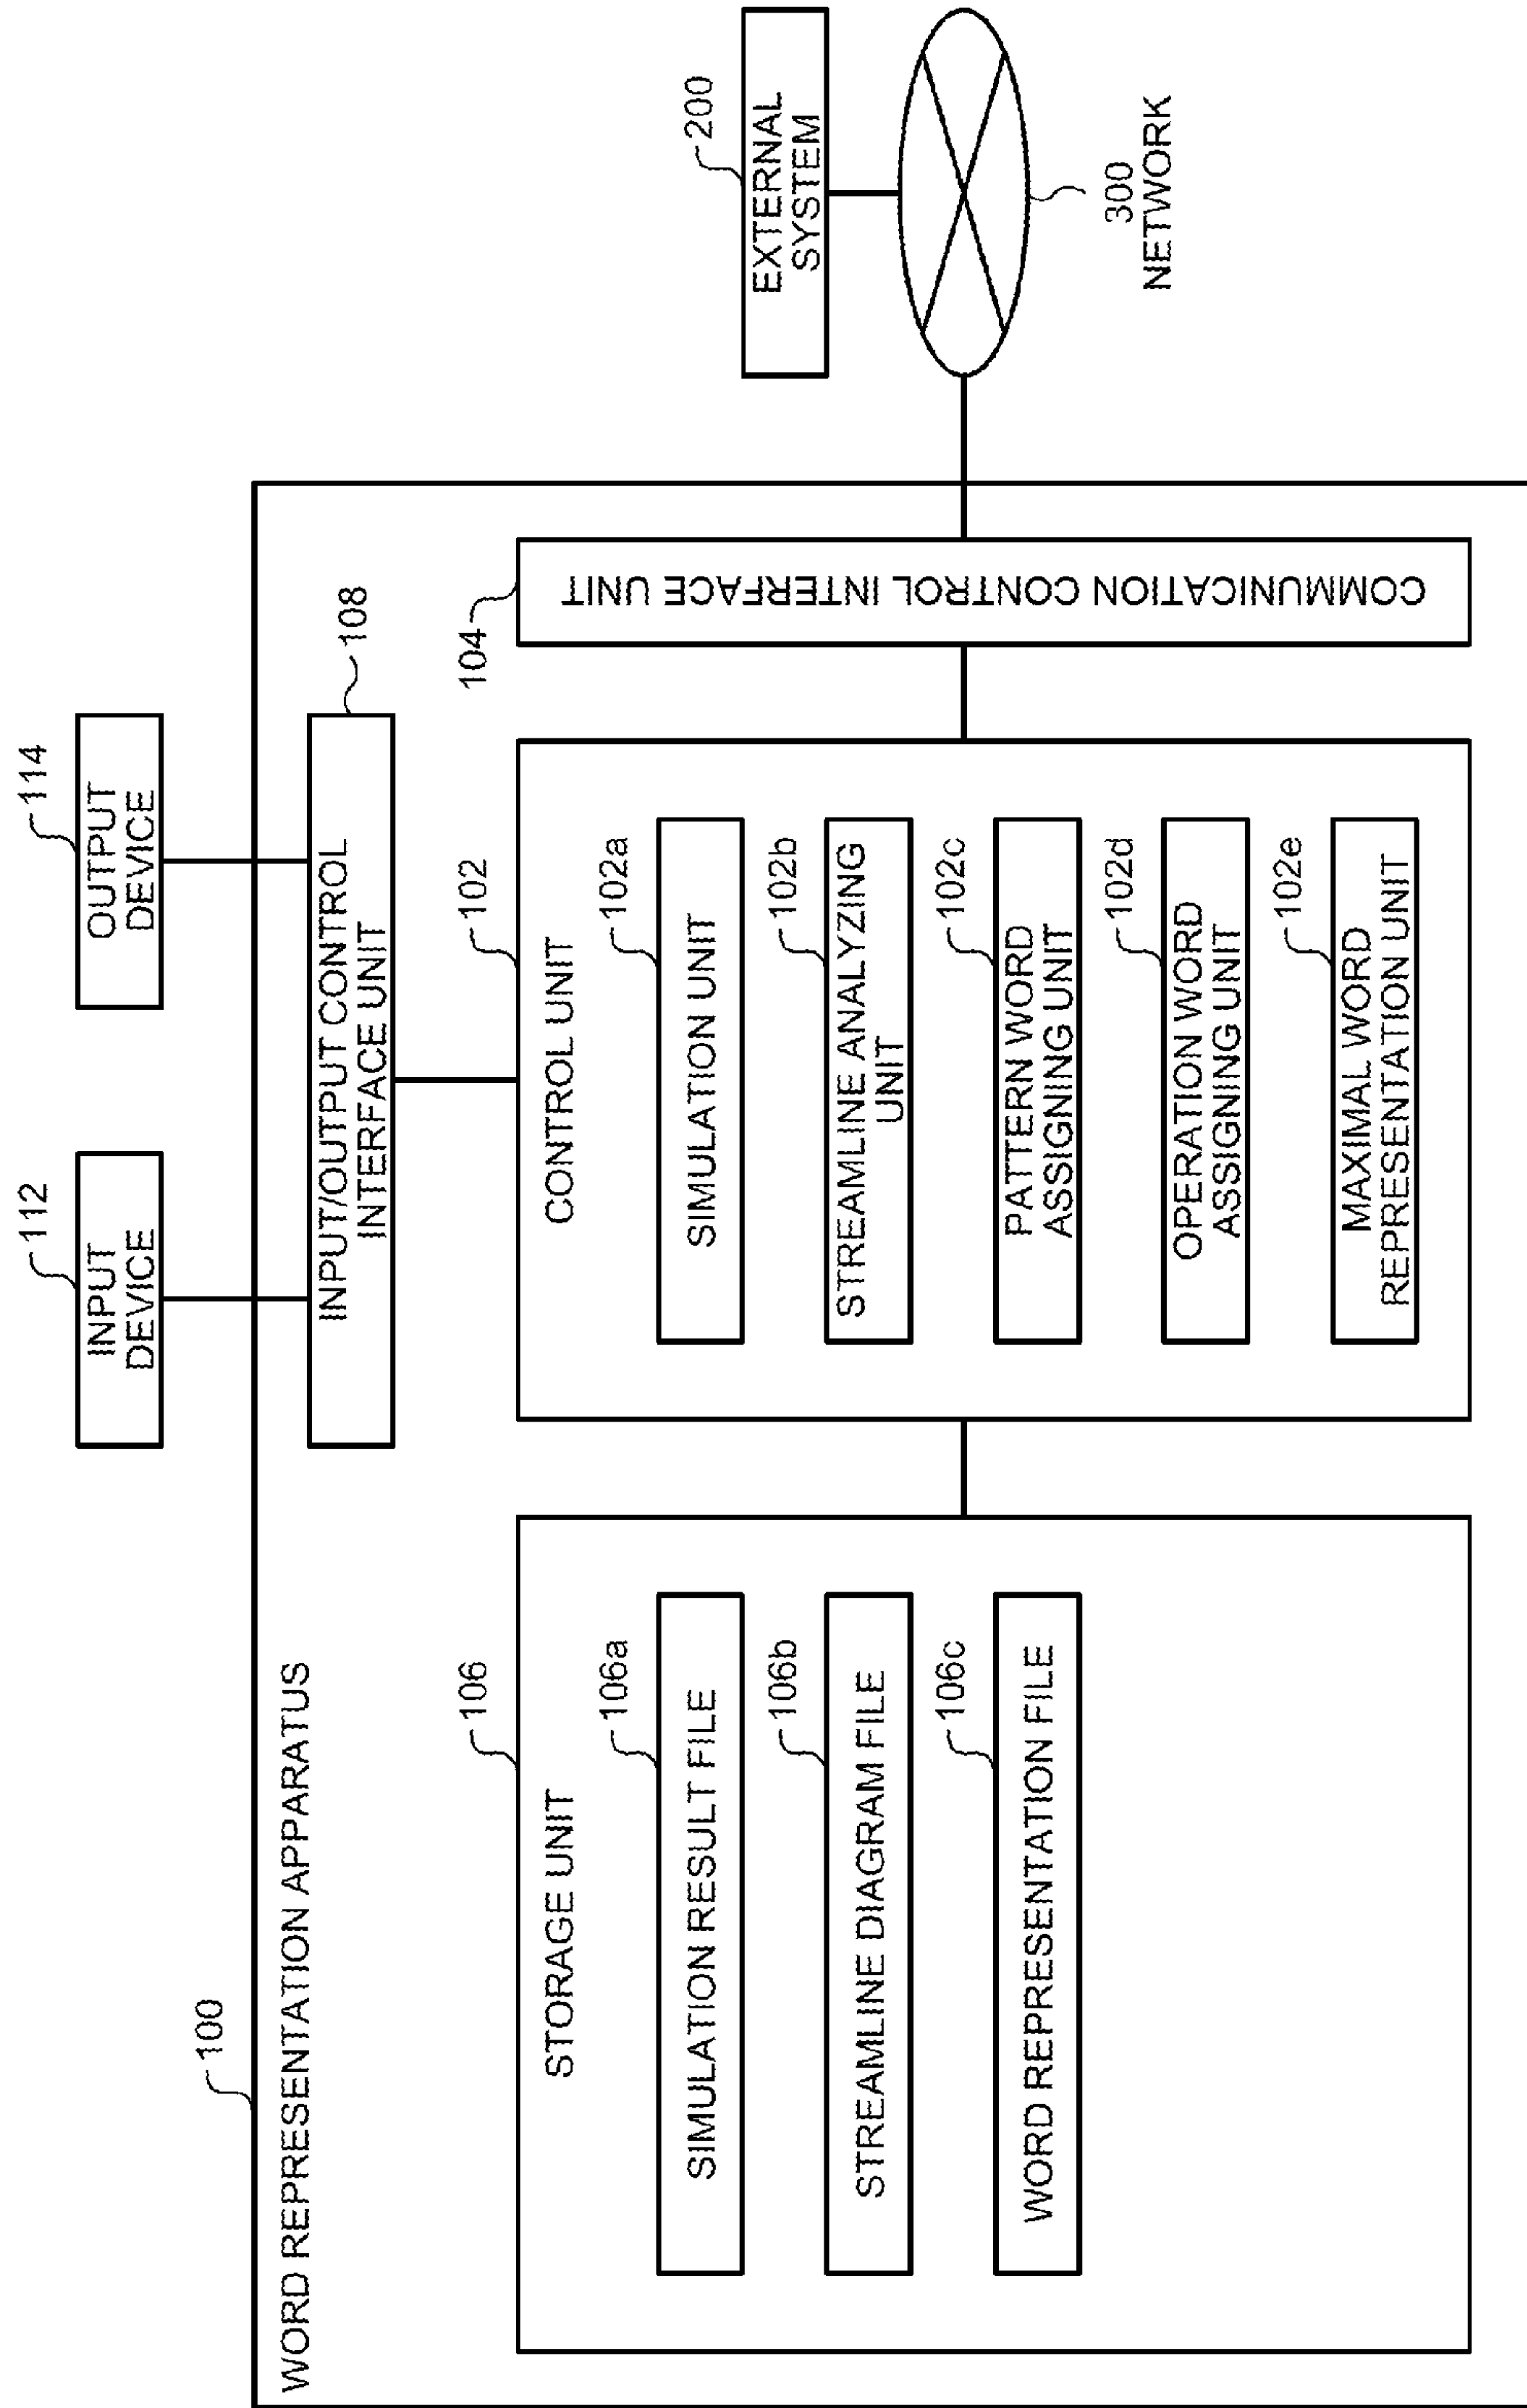 100
WORD REPRESENTATION APPARATUS
112
INPUT
DEVICE
114
OUTPUT
DEVICE
INPUT/OUTPUT CONTROL
INTERFACE UNIT
108
106
STORAGE UNIT
106a
SIMULATION RESULT FILE
106b
STREAMLINE DIAGRAM FILE
106c
WORD REPRESENTATION FILE
102
CONTROL UNIT
102a
SIMULATION UNIT
102b
STREAMLINE ANALYZING
UNIT
102c
PATTERN WORD
ASSIGNING UNIT
102d
OPERATION WORD
ASSIGNING UNIT
102e
MAXIMAL WORD
REPRESENTATION UNIT
104
COMMUNICATION CONTROL INTERFACE UNIT
200
EXTERNAL
SYSTEM
300
NETWORK